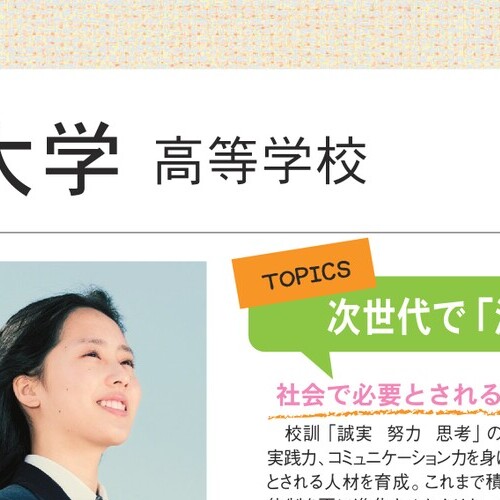 大学 高等学校
TOPICS
次世代で「
社会で必要とされる
校訓「誠実 努力 思考」の
実践力、コミュニケーション力を身
とされる人材を育成。これまで積